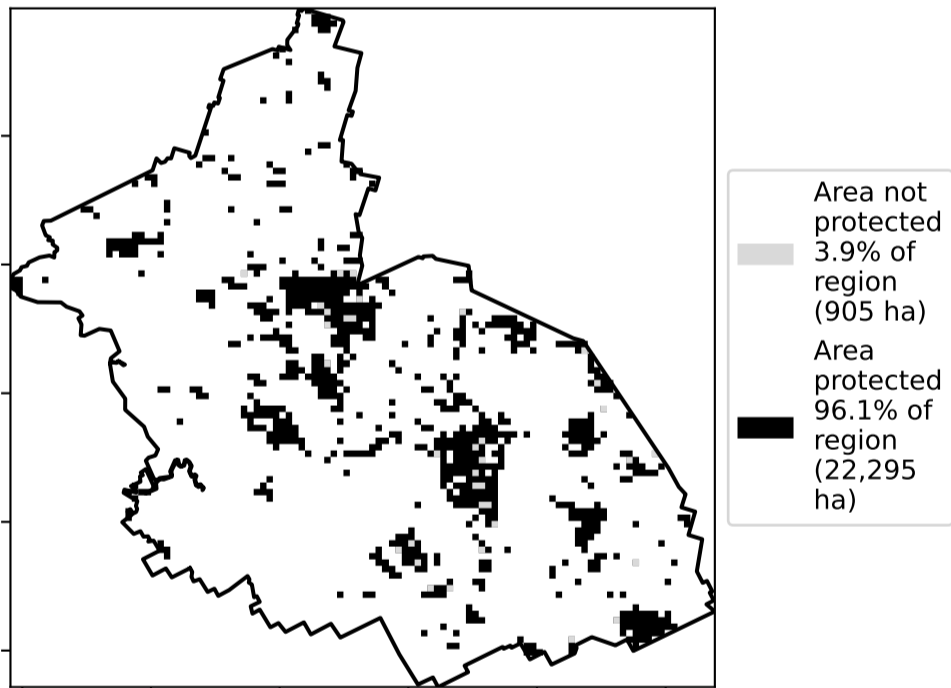 Area not
protected
3.9% of
region
(905 ha)
Area
protected
96.1% of
region
(22,295
ha)